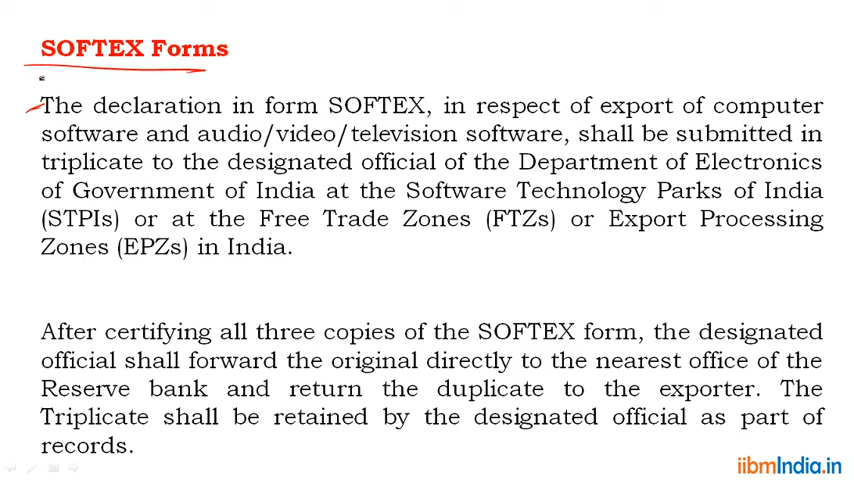 SOFTEX Forms
The declaration in form SOFTEX, in respect of export of computer
software and audio/video/television software, shall be submitted in
triplicate to the designated official of the Department of Electronics
of Government of India at the Software Technology Parks of India
(STPIs) or at the Free Trade Zones (FTZs) or Export Processing
Zones (EPZs) in India.
After certifying all three copies of the SOFTEX form, the designated
official shall forward the original directly to the nearest office of the
Reserve bank and return the duplicate to the exporter. The
Triplicate shall be retained by the designated official as part of
records.
iibmIndia.in